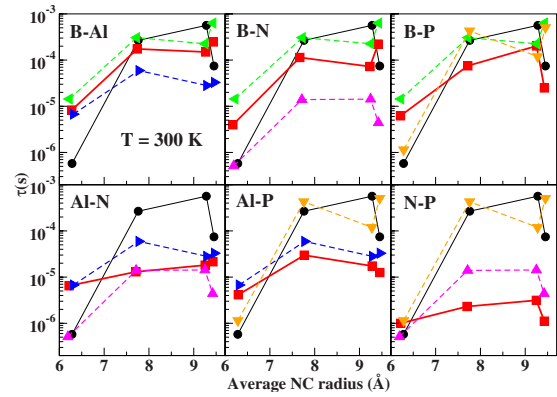 B-Al
B-N
B-P
T = 300 K
10^-3
10^-4
10^-5
10^-6
τ(s)
10^-3
10^-4
10^-5
10^-6
Al-N
Al-P
N-P
6 7 8 9 6 7 8 9 6 7 8 9
Average NC radius (Å)